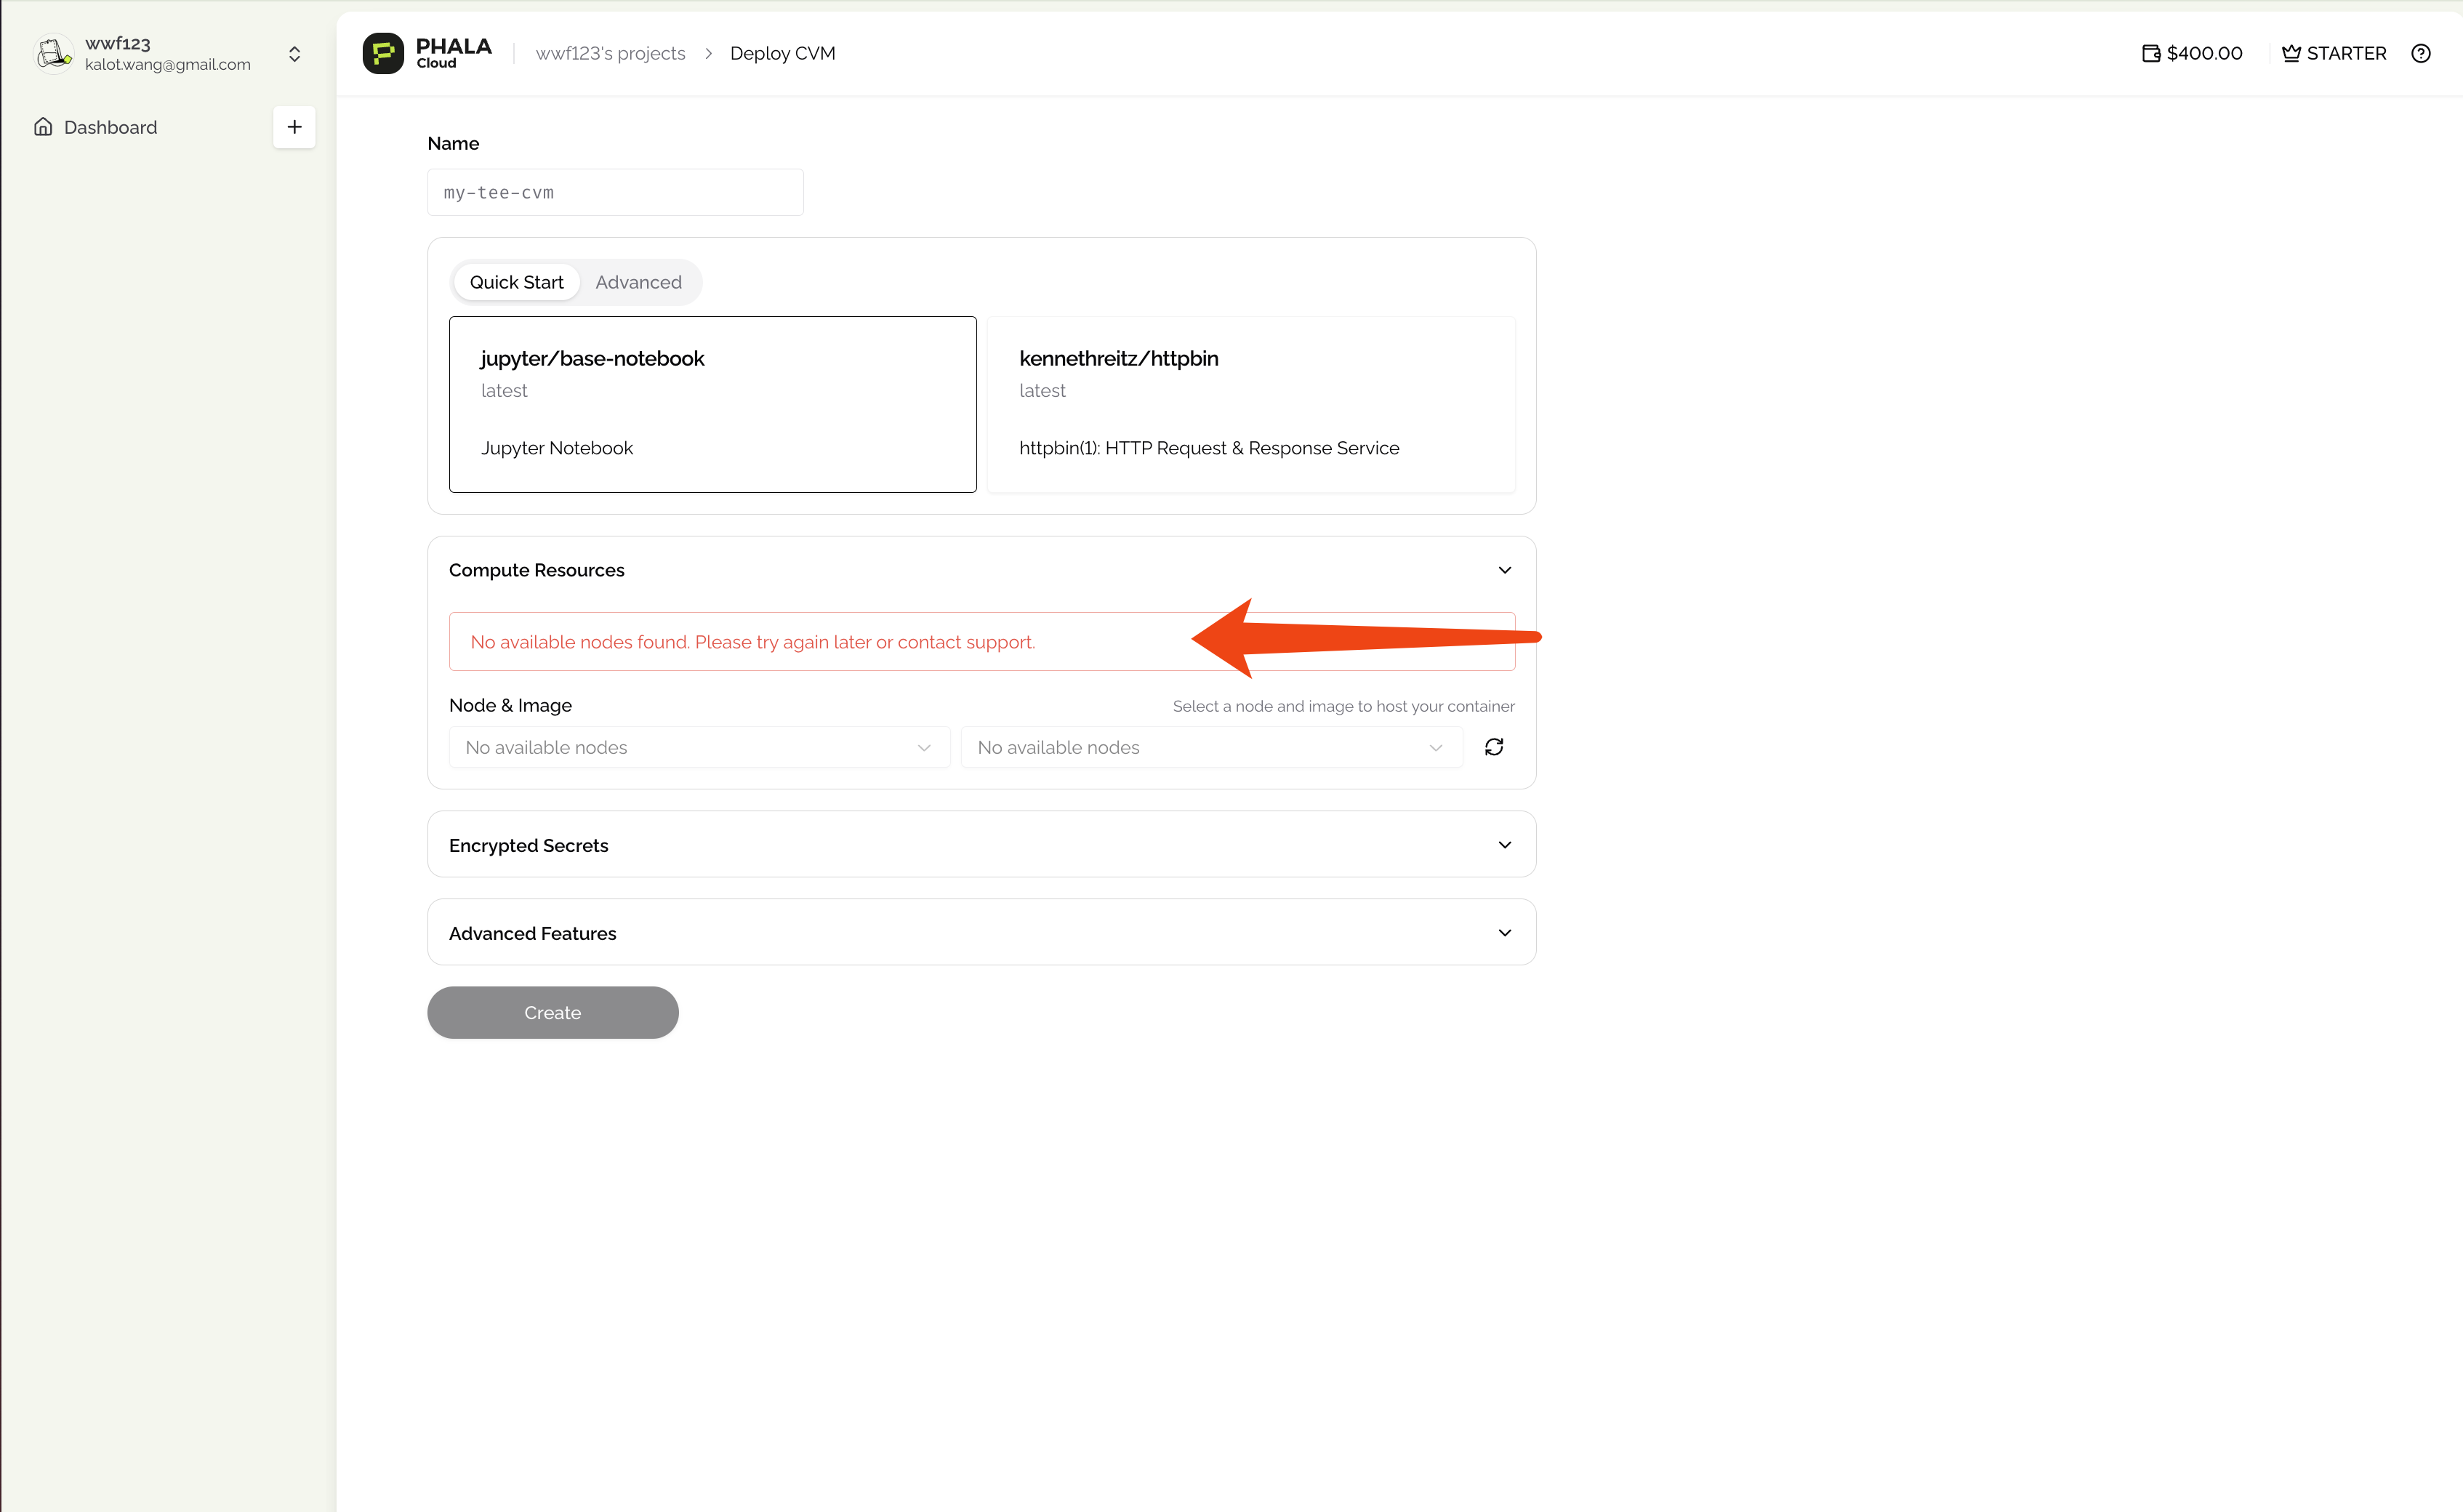 wwf123
kalot.wang@gmail.com
Dashboard
PHALA
Cloud
wwf123's projects > Deploy CVM
$400.00
STARTER
Name
my-tee-cvm
Quick Start
Advanced
jupyter/base-notebook
latest
Jupyter Notebook
kennethreitz/httpbin
latest
httpbin(1): HTTP Request & Response Service
Compute Resources
No available nodes found. Please try again later or contact support.
Node & Image
Select a node and image to host your container
No available nodes
No available nodes
Encrypted Secrets
Advanced Features
Create